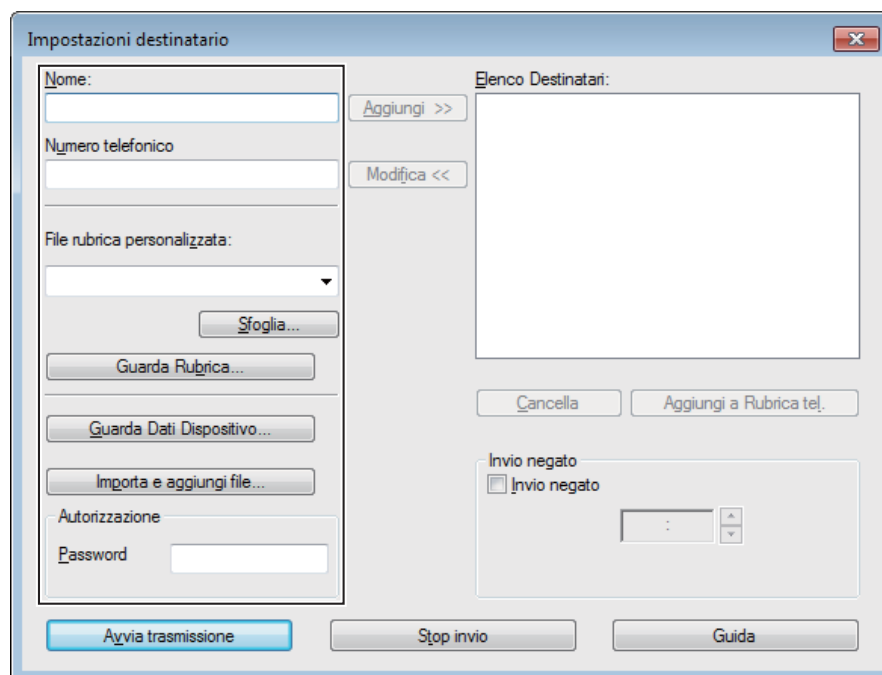 Impostazioni destinatario
Nome:
Aggiungi >>
Numero telefonico
Modifica <<
File rubrica personalizzata:
Sfoglia...
Guarda Rubrica...
Guarda Dati Dispositivo...
Importa e aggiungi file...
Autorizzazione
Password
Elenco Destinatari:
Cancella
Aggiungi a Rubrica tel.
Invio negato
Invio negato
:
Avvia trasmissione
Stop invio
Guida